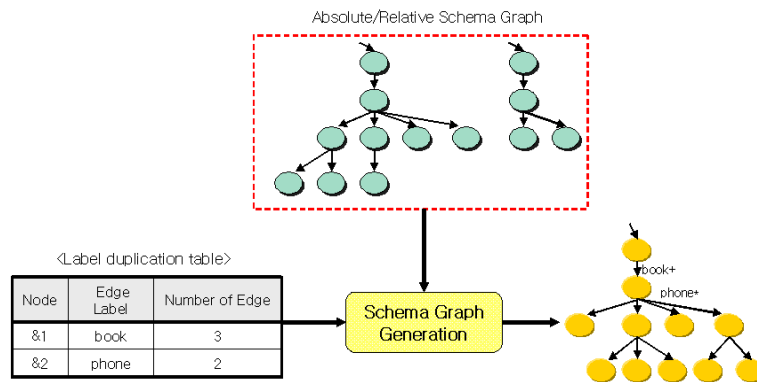 Absolute/Relative Schema Graph
<Label duplication table>
Node
Edge
Label
Number of Edge
&1
book
3
&2
phone
2
Schema Graph
Generation
book+
phone*